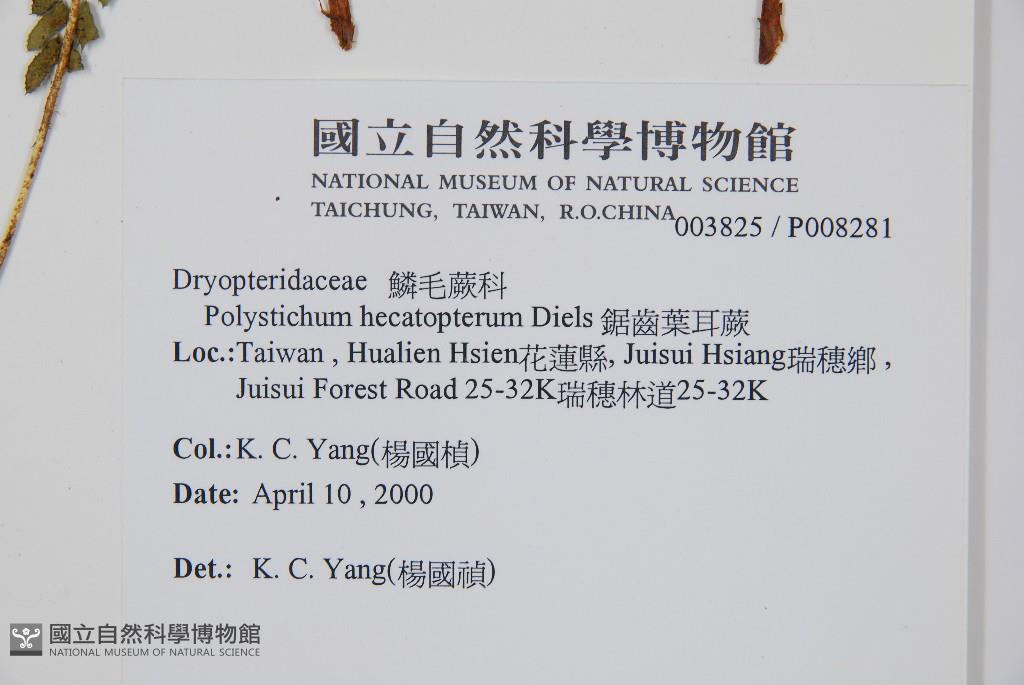 國立自然科學博物館
NATIONAL MUSEUM OF NATURAL SCIENCE
TAICHUNG, TAIWAN, R.O.CHINA
003825 / P008281
Dryopteridaceae 鱗毛蕨科
Polystichum hecatopterum Diels 鋸齒葉耳蕨
Loc.:Taiwan , Hualien Hsien花蓮縣, Juisui Hsiang瑞穗鄉 ,
Juisui Forest Road 25-32K瑞穗林道25-32K
Col.:K. C. Yang(楊國楨)
Date: April 10 , 2000
Det.: K. C. Yang(楊國禎)
國立自然科學博物館
NATIONAL MUSEUM OF NATURAL SCIENCE